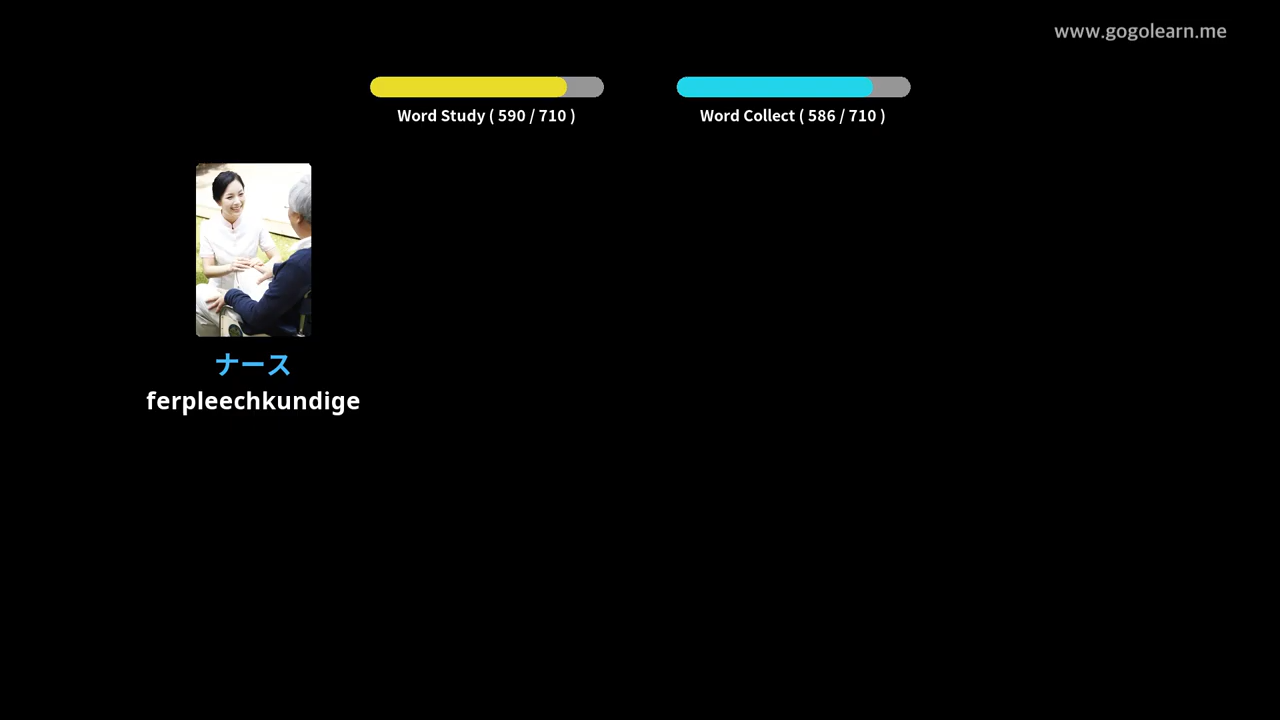 www.gogolearn.me
Word Study ( 590 / 710 )
Word Collect ( 586 / 710 )
ナース
ferpleechkundige